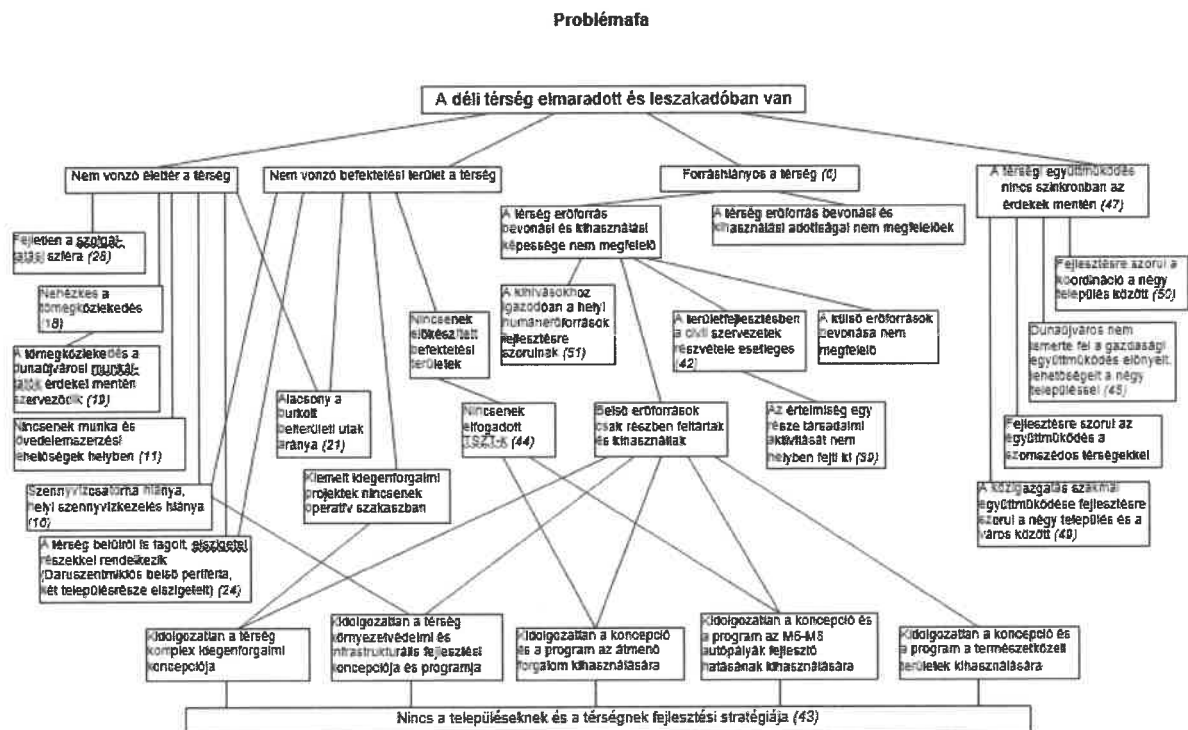 Problémafa
A déli térség elmaradott és leszakadóban van
Nem vonzó élettér a térség
Nem vonzó befektetési terület a térség
Forráshiányos a térség (6)
A térségi együttműködés
nincs szinkronban az
érdekek mentén (47)
Fejletlen a szolgál-
tatási szféra (28)
Nehézkes a
tömegközlekedés
(18)
A tömegközlekedés a
dunaújvárosi munkál-
tatók érdekei mentén
szerveződik (19)
Nincsenek munka és
jövedelemszerzési
lehetőségek helyben (11)
Szennyvízcsatorna hiánya,
helyi szennyvízkezelés hiánya
(16)
A térség belülről is tagolt, elszigetelt
részekkel rendelkezik
(Daruszentmiklós belső periféria,
két településrésze elszigetelt) (24)
Alacsony a
burkolt
belterületi utak
aránya (21)
Kiemelt idegenforgalmi
projektek nincsenek
operatív szakaszban
Nincsenek
előkészített
befektetési
területek
Nincsenek
elfogadott
TSZT-k (44)
A térség erőforrás
bevonási és kihasználási
képessége nem megfelelő
A térség erőforrás bevonási és
kihasználási adottságai nem megfelelőek
A kihívásokhoz
igazodóan a helyi
humánerőforrások
fejlesztésre
szorulnak (51)
A területfejlesztésben
a civil szervezetek
részvétele esetleges
(42)
A külső erőforrások
bevonása nem
megfelelő
Belső erőforrások
csak részben feltártak
és kihasználtak
Az értelmiség egy
része társadalmi
aktivitását nem
helyben fejti ki (39)
Fejlesztésre szorul a
koordináció a négy
település között (50)
Dunaújváros nem
ismerte fel a gazdasági
együttműködés előnyeit,
lehetőségeit a négy
településsel (45)
Fejlesztésre szorul az
együttműködés a
szomszédos térségekkel
A közigazgatás szakmai
együttműködése fejlesztésre
szorul a négy település és a
város között (49)
Kidolgozatlan a térség
komplex idegenforgalmi
koncepciója
Kidolgozatlan a térség
környezetvédelmi és
infrastrukturális fejlesztési
koncepciója és programja
Kidolgozatlan a koncepció
és a program az átmenő
forgalom kihasználására
Kidolgozatlan a koncepció és
a program az M6-M8
autópályák fejlesztő
hatásának kihasználására
Kidolgozatlan a koncepció és
a program a természetközeli
területek kihasználására
Nincs a településeknek és a térségnek fejlesztési stratégiája (43)